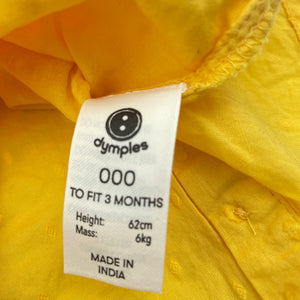 dymples
000
TO FIT 3 MONTHS
Height: 62cm
Mass: 6kg
MADE IN
INDIA